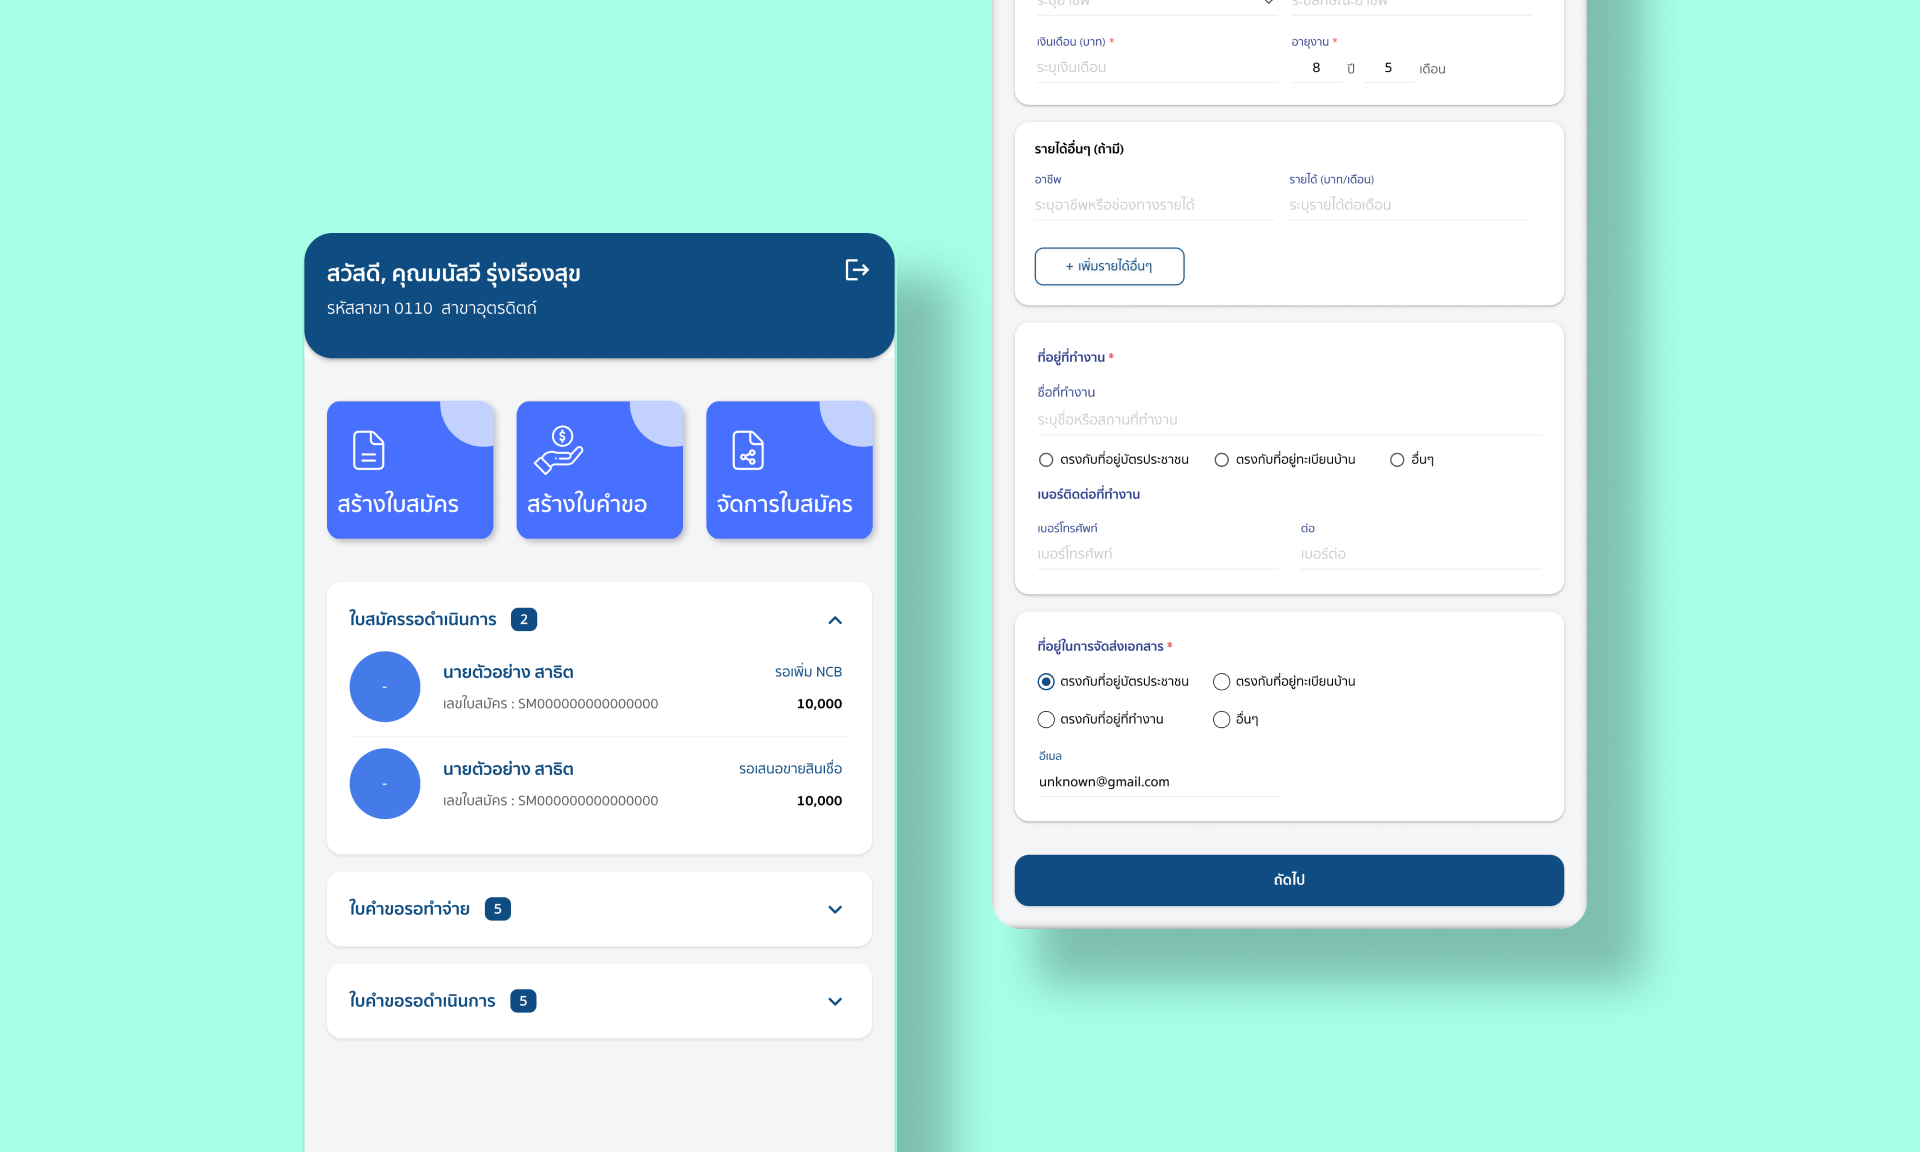 สวัสดี, คุณมนัสวี รุ่งเรืองสุข
รหัสสาขา 0110 สาขาอุตรดิตถ์
สร้างใบสมัคร
สร้างใบคำขอ
จัดการใบสมัคร
ใบสมัครรอดำเนินการ 2
-
นายตัวอย่าง สาธิต
รอเพิ่ม NCB
เลขใบสมัคร : SM000000000000000
10,000
-
นายตัวอย่าง สาธิต
รอเสนอขายสินเชื่อ
เลขใบสมัคร : SM000000000000000
10,000
ใบคำขอรอทำจ่าย 5
ใบคำขอรอดำเนินการ 5
ระบุอาชีพ
ระบุลักษณะอาชีพ
เงินเดือน (บาท) *
อายุงาน *
ระบุเงินเดือน
8 ปี 5 เดือน
รายได้อื่นๆ (ถ้ามี)
อาชีพ
รายได้ (บาท/เดือน)
ระบุอาชีพหรือช่องทางรายได้
ระบุรายได้ต่อเดือน
+ เพิ่มรายได้อื่นๆ
ที่อยู่ที่ทำงาน *
ชื่อที่ทำงาน
ระบุชื่อหรือสถานที่ทำงาน
ตรงกับที่อยู่บัตรประชาชน
ตรงกับที่อยู่ทะเบียนบ้าน
อื่นๆ
เบอร์ติดต่อที่ทำงาน
เบอร์โทรศัพท์
ต่อ
เบอร์โทรศัพท์
เบอร์ต่อ
ที่อยู่ในการจัดส่งเอกสาร *
ตรงกับที่อยู่บัตรประชาชน
ตรงกับที่อยู่ทะเบียนบ้าน
ตรงกับที่อยู่ที่ทำงาน
อื่นๆ
อีเมล
unknown@gmail.com
ถัดไป